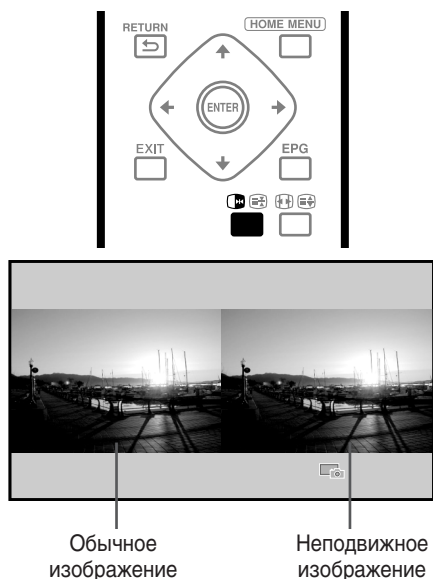 RETURN
HOME MENU
ENTER
EXIT
EPG
Обычное
изображение
Неподвижное
изображение